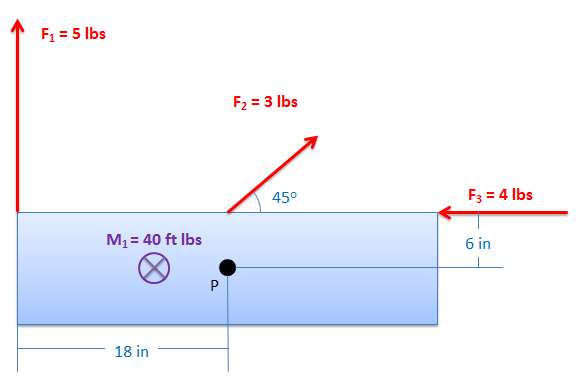 F₁ = 5 lbs
F₂ = 3 lbs
45°
F₃ = 4 lbs
M₁ = 40 ft lbs
6 in
P
18 in